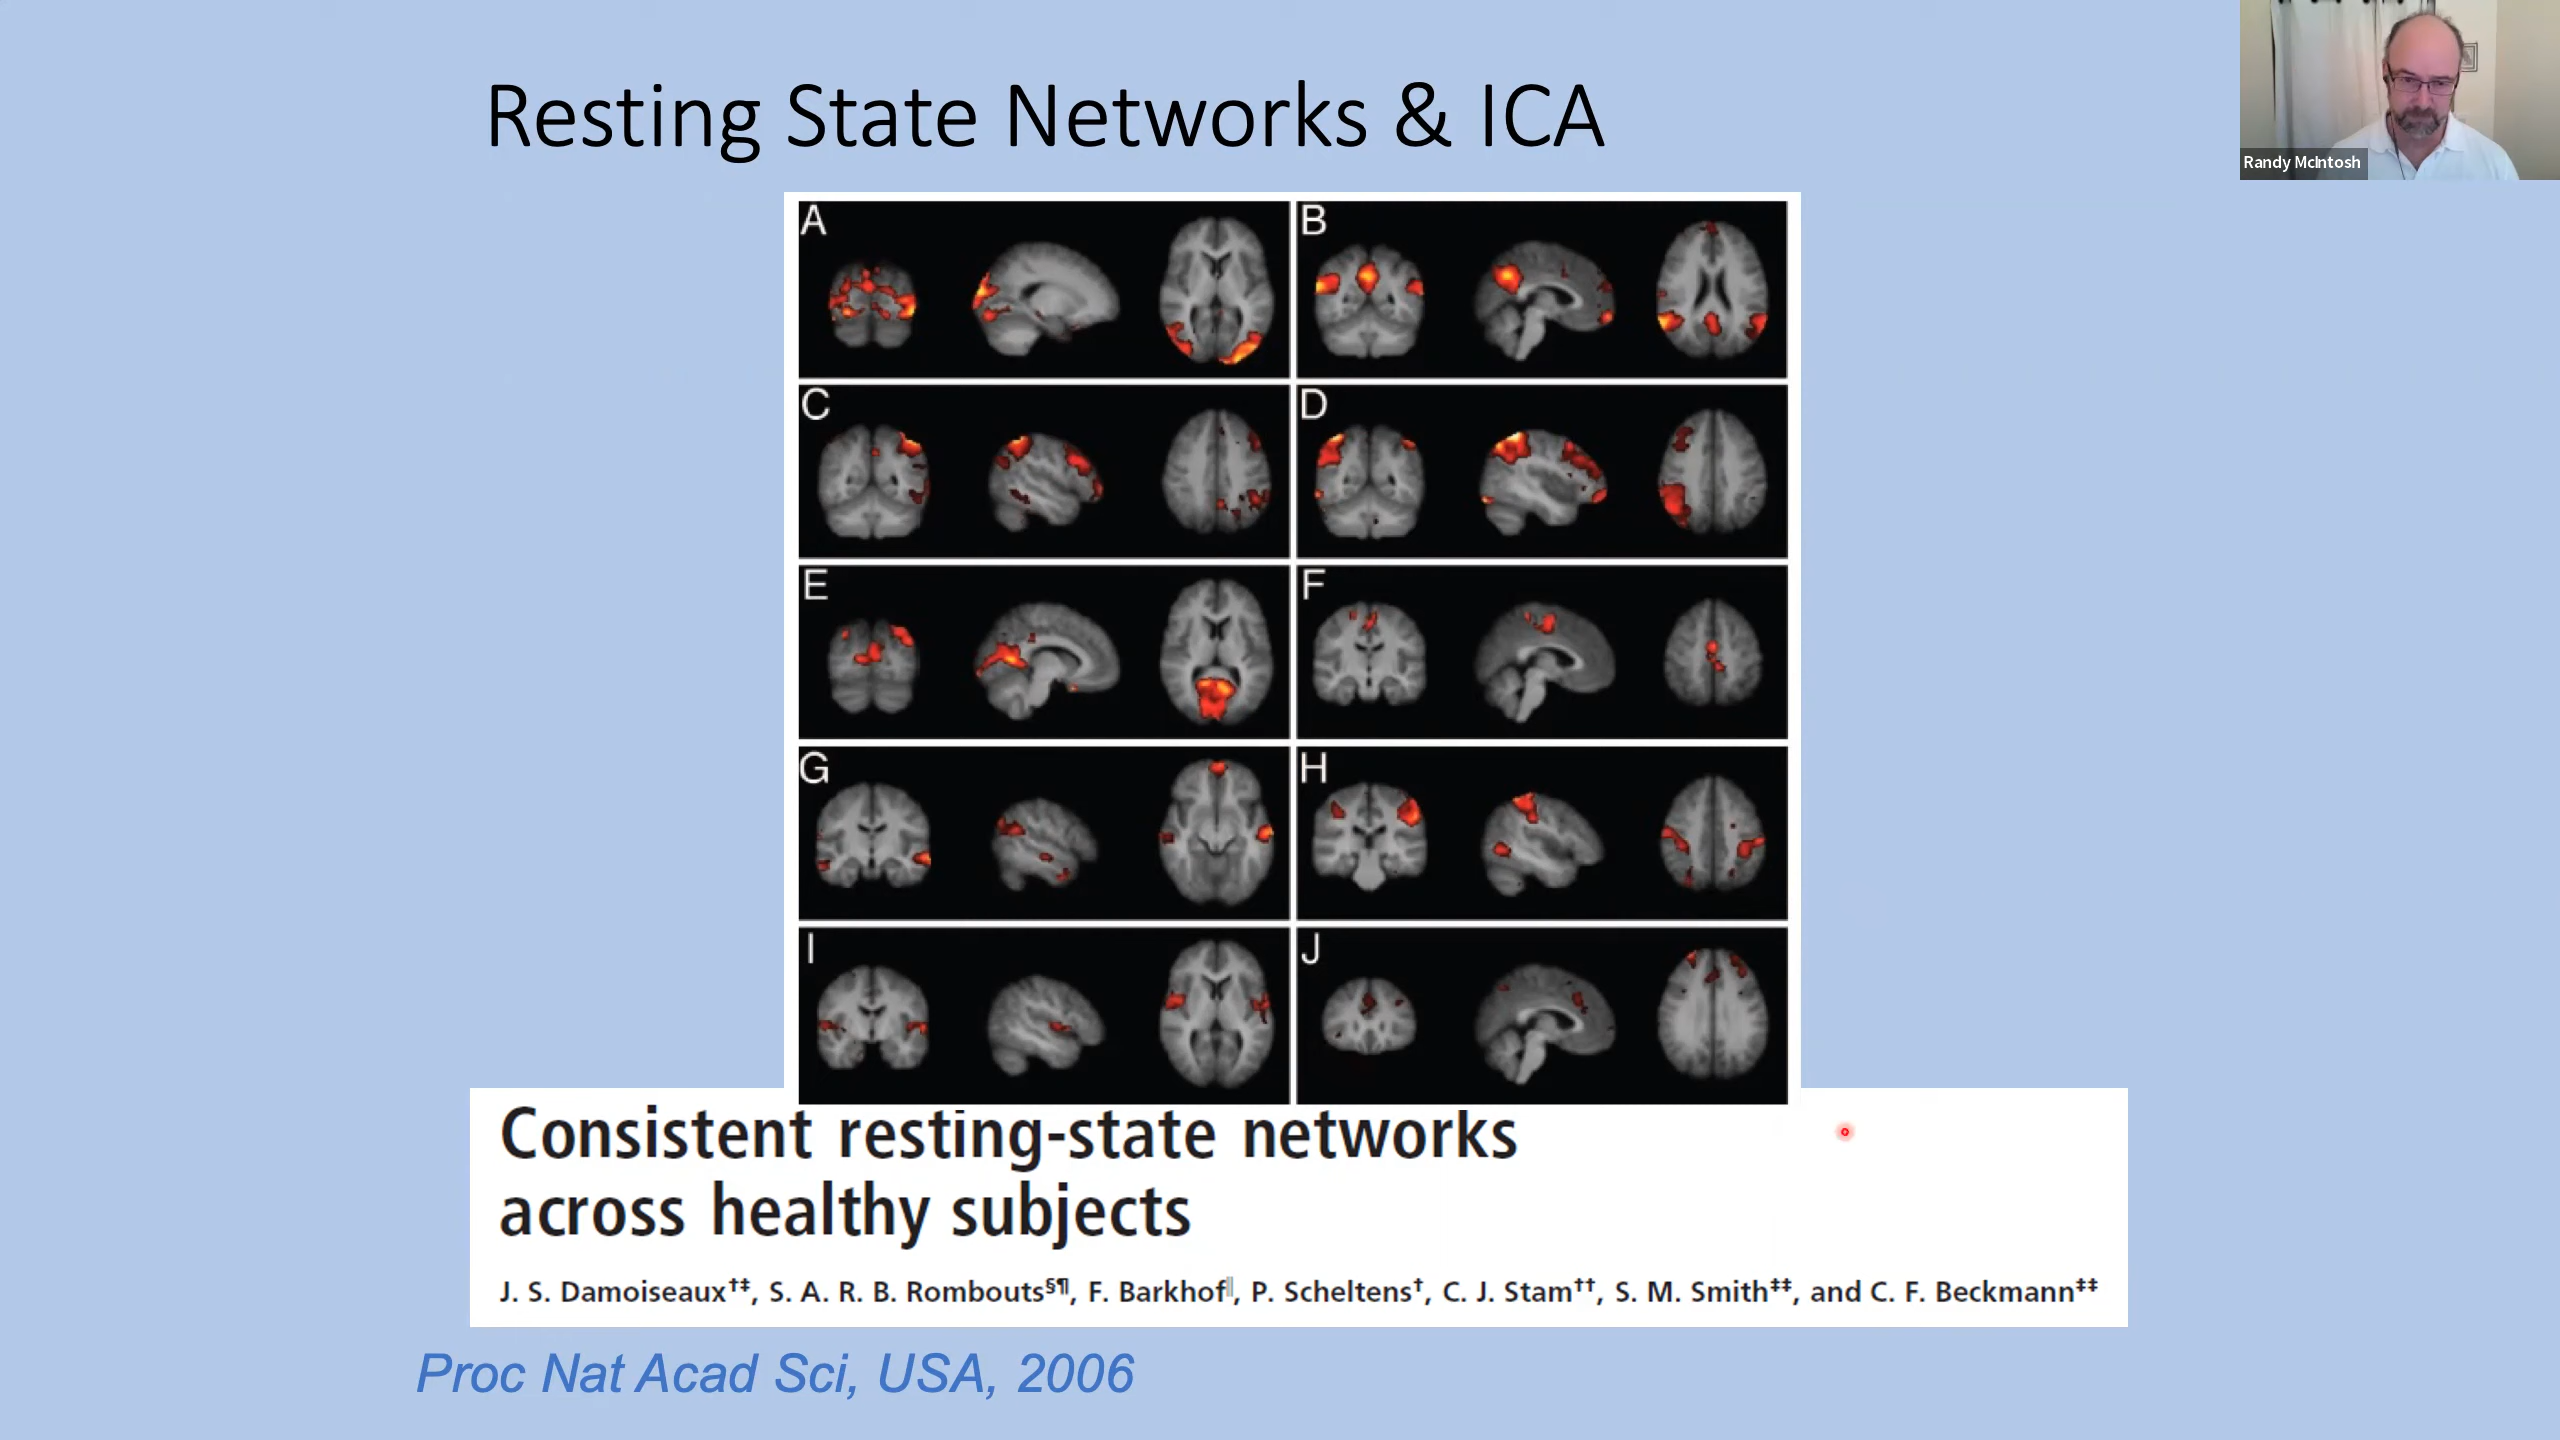 Resting State Networks & ICA
Randy McIntosh
A
B
C
D
E
F
G
H
I
J
Consistent resting-state networks
across healthy subjects
J. S. Damoiseaux†‡, S. A. R. B. Rombouts§¶, F. Barkhof‖, P. Scheltens†, C. J. Stam††, S. M. Smith‡‡, and C. F. Beckmann‡‡
Proc Nat Acad Sci, USA, 2006